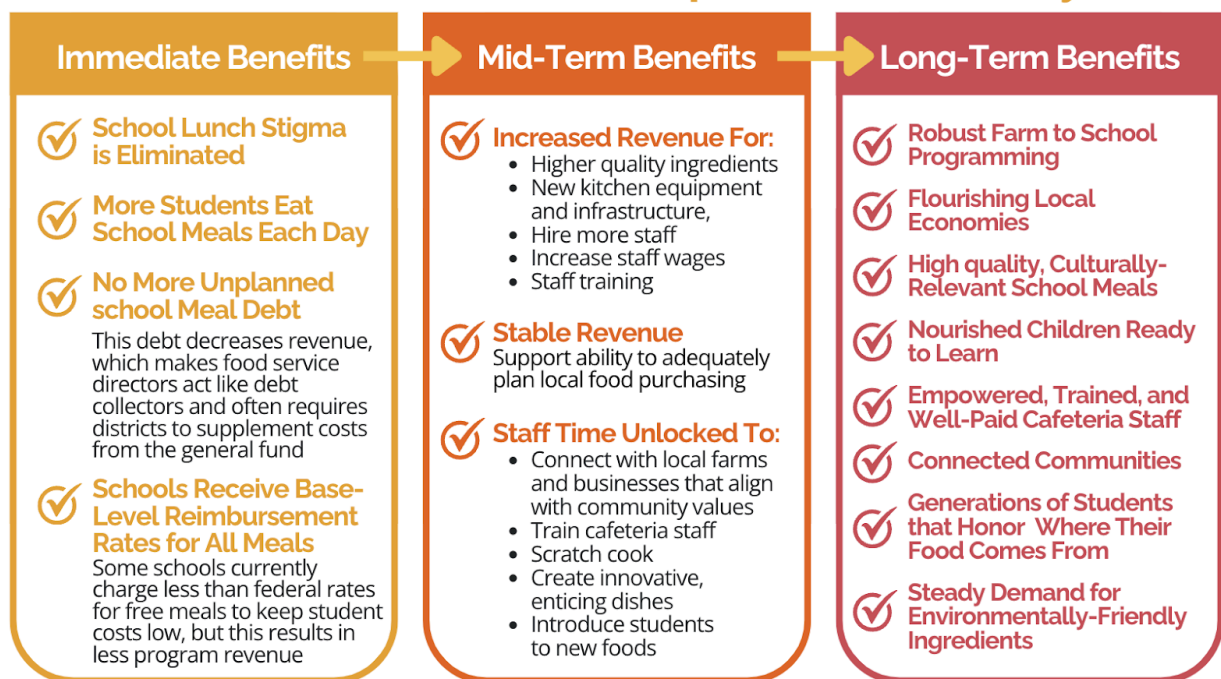 Immediate Benefits
School Lunch Stigma
is Eliminated
More Students Eat
School Meals Each Day
No More Unplanned
school Meal Debt
This debt decreases revenue,
which makes food service
directors act like debt
collectors and often requires
districts to supplement costs
from the general fund
Schools Receive Base-
Level Reimbursement
Rates for All Meals
Some schools currently
charge less than federal rates
for free meals to keep student
costs low, but this results in
less program revenue
Mid-Term Benefits
Increased Revenue For:
• Higher quality ingredients
• New kitchen equipment
and infrastructure,
• Hire more staff
• Increase staff wages
• Staff training
Stable Revenue
Support ability to adequately
plan local food purchasing
Staff Time Unlocked To:
• Connect with local farms
and businesses that align
with community values
• Train cafeteria staff
• Scratch cook
• Create innovative,
enticing dishes
• Introduce students
to new foods
Long-Term Benefits
Robust Farm to School
Programming
Flourishing Local
Economies
High quality, Culturally-
Relevant School Meals
Nourished Children Ready
to Learn
Empowered, Trained, and
Well-Paid Cafeteria Staff
Connected Communities
Generations of Students
that Honor Where Their
Food Comes From
Steady Demand for
Environmentally-Friendly
Ingredients